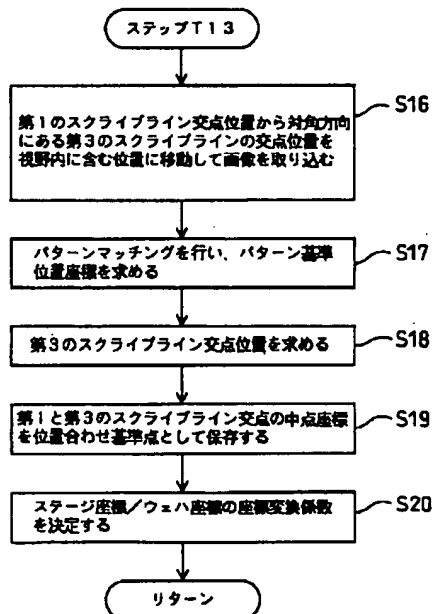 ステップT13
第1のスクライブライン交点位置から対角方向
にある第3のスクライブラインの交点位置を
視野内に含む位置に移動して画像を取り込む
S16
パターンマッチングを行い、パターン基準
位置座標を求める
S17
第3のスクライブライン交点位置を求める
S18
第1と第3のスクライブライン交点の中点座標
を位置合わせ基準点として保存する
S19
ステージ座標/ウェハ座標の座標変換係数
を決定する
S20
リターン